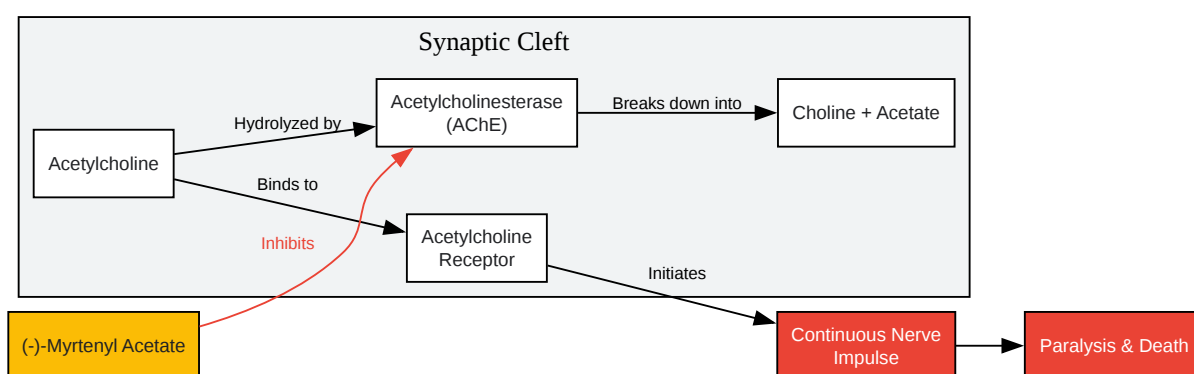 Synaptic Cleft
Acetylcholinesterase
(AChE)
Breaks down into
Choline + Acetate
Hydrolyzed by
Acetylcholine
Binds to
Acetylcholine
Receptor
Inhibits
Initiates
(-)-Myrtenyl Acetate
Continuous Nerve
Impulse
Paralysis & Death